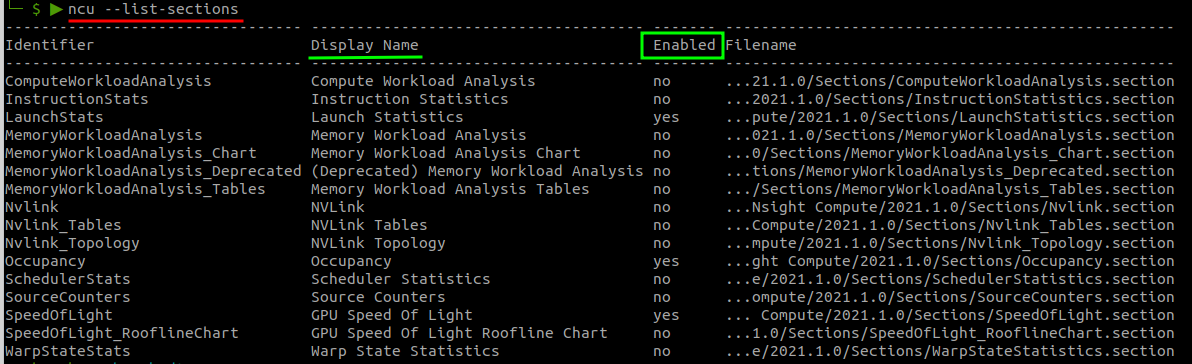 $ ▶ ncu --list-sections
--------------------------------- ------------------------------------- ------- --------------------------------------------------
Identifier Display Name Enabled Filename
--------------------------------- ------------------------------------- ------- --------------------------------------------------
ComputeWorkloadAnalysis Compute Workload Analysis no ...21.1.0/Sections/ComputeWorkloadAnalysis.section
InstructionStats Instruction Statistics no ...2021.1.0/Sections/InstructionStatistics.section
LaunchStats Launch Statistics yes ...pute/2021.1.0/Sections/LaunchStatistics.section
MemoryWorkloadAnalysis Memory Workload Analysis no ...021.1.0/Sections/MemoryWorkloadAnalysis.section
MemoryWorkloadAnalysis_Chart Memory Workload Analysis Chart no ...0/Sections/MemoryWorkloadAnalysis_Chart.section
MemoryWorkloadAnalysis_Deprecated (Deprecated) Memory Workload Analysis no ...tions/MemoryWorkloadAnalysis_Deprecated.section
MemoryWorkloadAnalysis_Tables Memory Workload Analysis Tables no .../Sections/MemoryWorkloadAnalysis_Tables.section
Nvlink NVLink no ...Nsight Compute/2021.1.0/Sections/Nvlink.section
Nvlink_Tables NVLink Tables no ...Compute/2021.1.0/Sections/Nvlink_Tables.section
Nvlink_Topology NVLink Topology no ...mpute/2021.1.0/Sections/Nvlink_Topology.section
Occupancy Occupancy yes ...ght Compute/2021.1.0/Sections/Occupancy.section
SchedulerStats Scheduler Statistics no ...e/2021.1.0/Sections/SchedulerStatistics.section
SourceCounters Source Counters no ...ompute/2021.1.0/Sections/SourceCounters.section
SpeedOfLight GPU Speed Of Light yes ... Compute/2021.1.0/Sections/SpeedOfLight.section
SpeedOfLight_RooflineChart GPU Speed Of Light Roofline Chart no ...1.0/Sections/SpeedOfLight_RooflineChart.section
WarpStateStats Warp State Statistics no ...e/2021.1.0/Sections/WarpStateStatistics.section